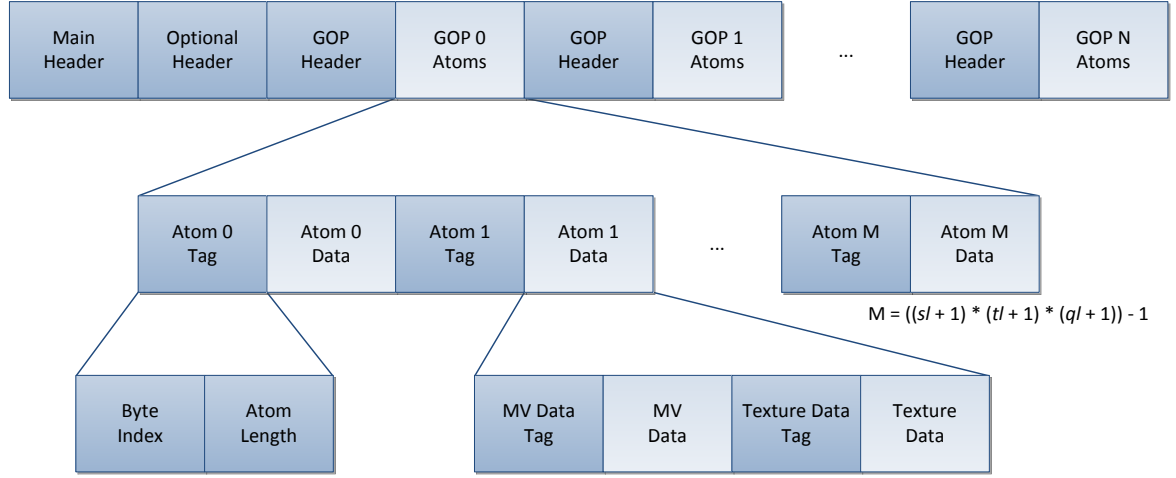 Main
Header
Optional
Header
GOP
Header
GOP 0
Atoms
GOP
Header
GOP 1
Atoms
...
GOP
Header
GOP N
Atoms
Atom 0
Tag
Atom 0
Data
Atom 1
Tag
Atom 1
Data
...
Atom M
Tag
Atom M
Data
M = ((sl + 1) * (tl + 1) * (ql + 1)) - 1
Byte
Index
Atom
Length
MV Data
Tag
MV
Data
Texture Data
Tag
Texture
Data